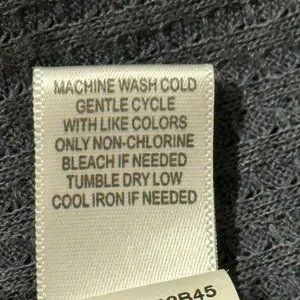 MACHINE WASH COLD
GENTLE CYCLE
WITH LIKE COLORS
ONLY NON-CHLORINE
BLEACH IF NEEDED
TUMBLE DRY LOW
COOL IRON IF NEEDED